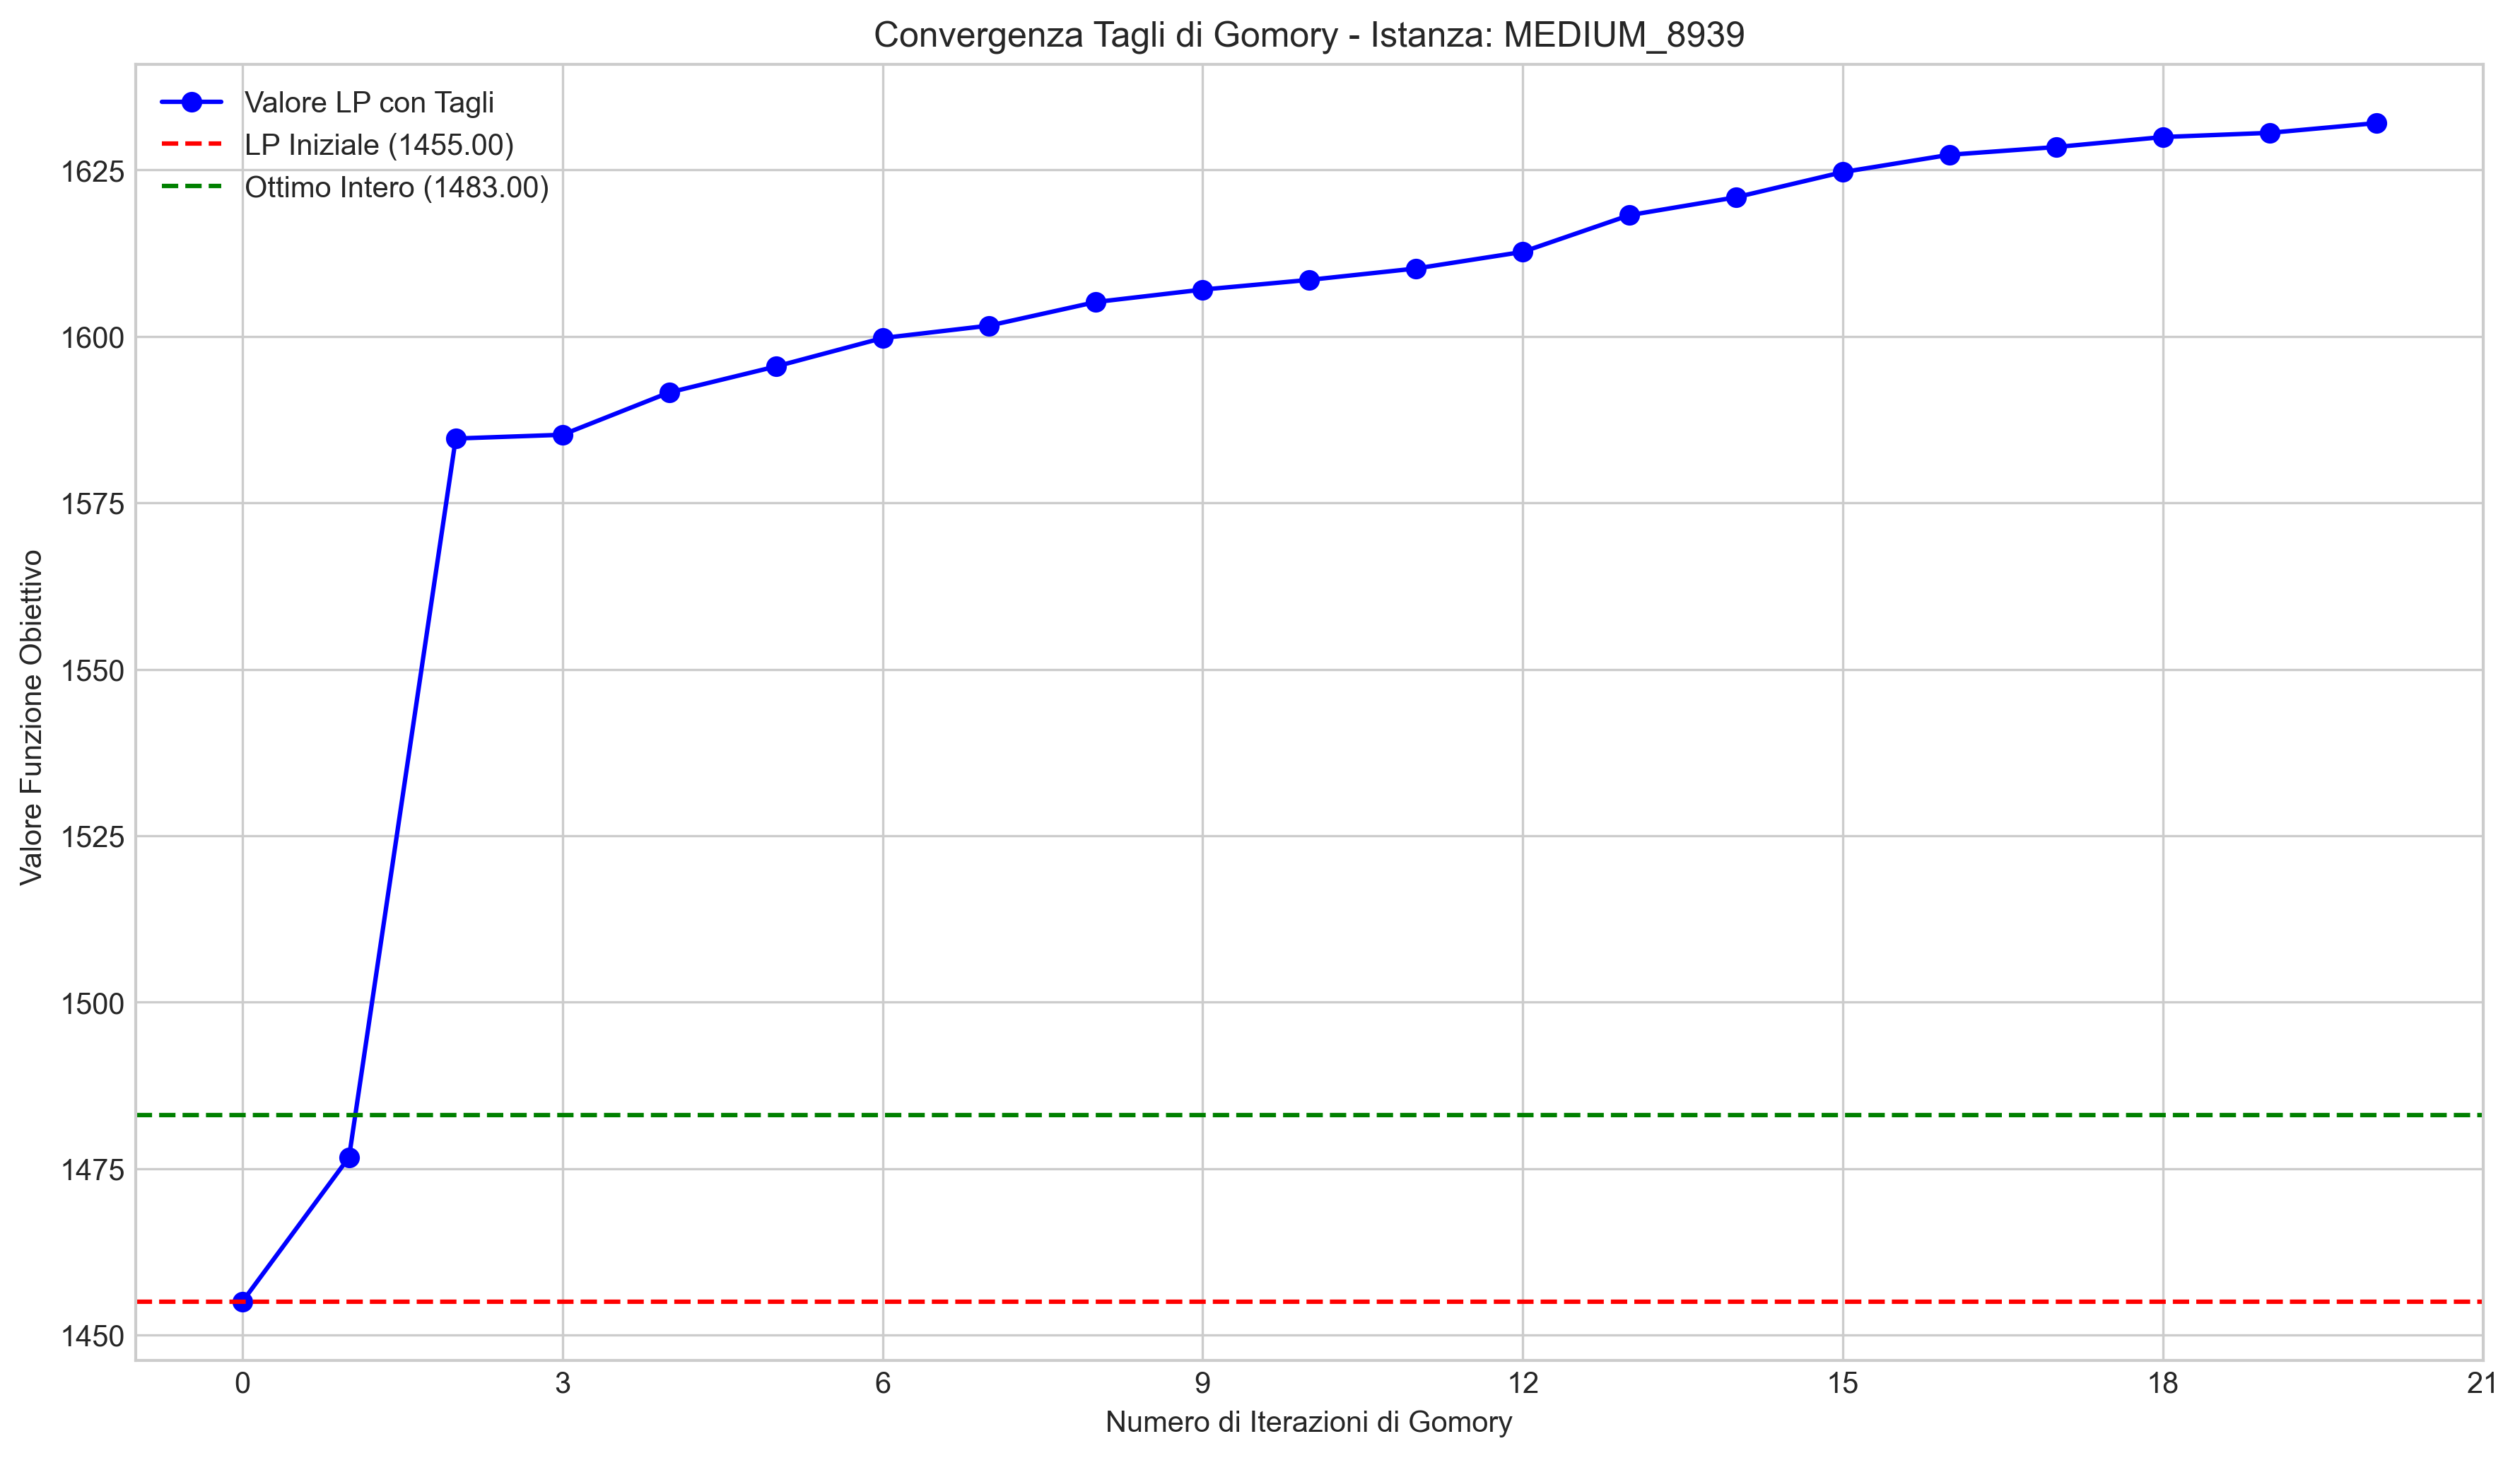 Convergenza Tagli di Gomory - Istanza: MEDIUM_8939
Valore LP con Tagli
LP Iniziale (1455.00)
Ottimo Intero (1483.00)
Valore Funzione Obiettivo
1625
1600
1575
1550
1525
1500
1475
1450
0 3 6 9 12 15 18 21
Numero di Iterazioni di Gomory